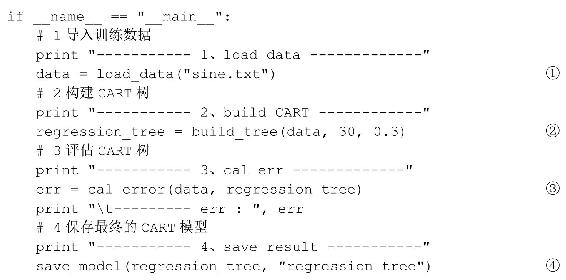 if __name__ == "__main__":
    # 1 导入训练数据
    print "----------- 1、load data -------------"
    data = load_data("sine.txt") ①
    # 2 构建 CART 树
    print "----------- 2、build CART ------------"
    regression_tree = build_tree(data, 30, 0.3) ②
    # 3 评估 CART 树
    print "----------- 3、cal err -------------"
    err = cal_error(data, regression_tree) ③
    print "\t--------- err : ", err
    # 4 保存最终的 CART 模型
    print "----------- 4、save result -----------"
    save_model(regression_tree, "regression_tree") ④